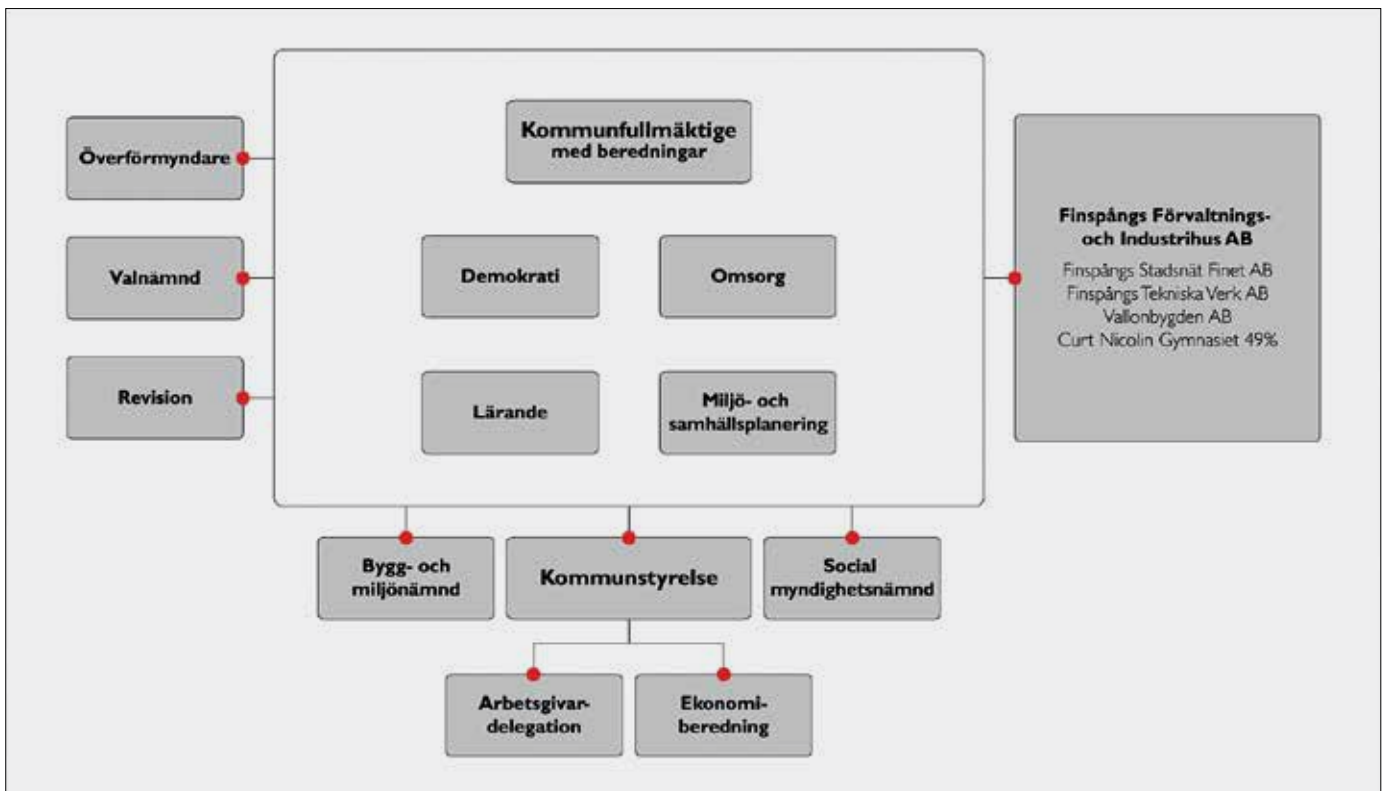 Kommunfullmäktige
med beredningar
Överförmyndare
Valnämnd
Revision
Demokrati
Omsorg
Lärande
Miljö- och
samhällsplanering
Finspångs Förvaltnings-
och Industrihus AB
Finspångs Stadsnät Finet AB
Finspångs Tekniska Verk AB
Vallonbygden AB
Curt Nicolin Gymnasiet 49%
Bygg- och
miljönämnd
Kommunstyrelse
Social
myndighetsnämnd
Arbetsgivar-
delegation
Ekonomi-
beredning